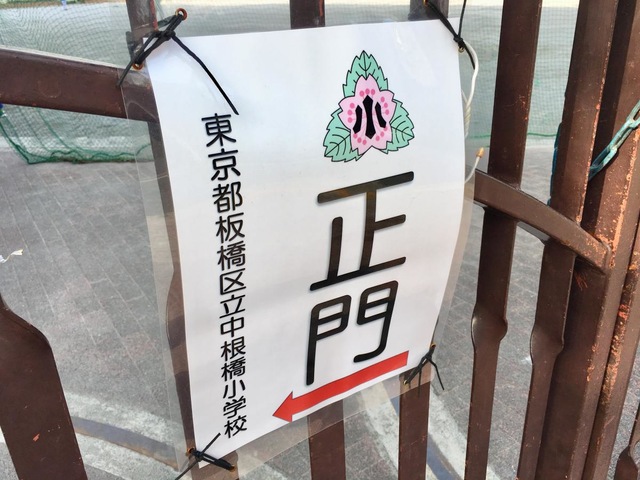 小
正門
東京都板橋区立中根橋小学校